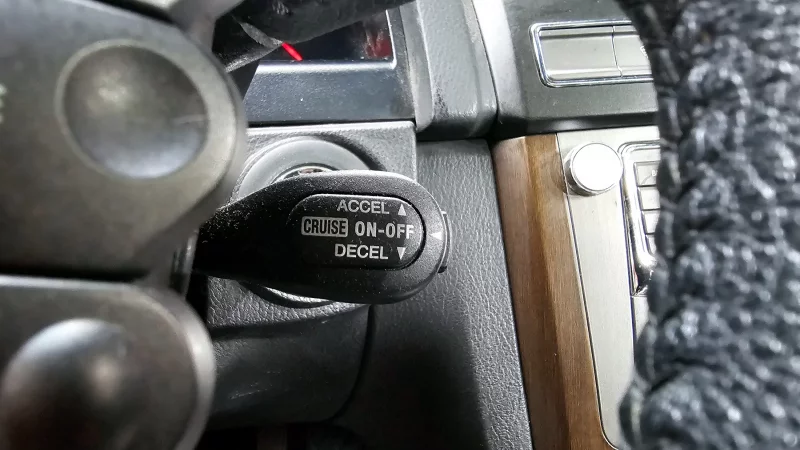 ACCEL ▲
CRUISE ON-OFF ◀
DECEL ▼